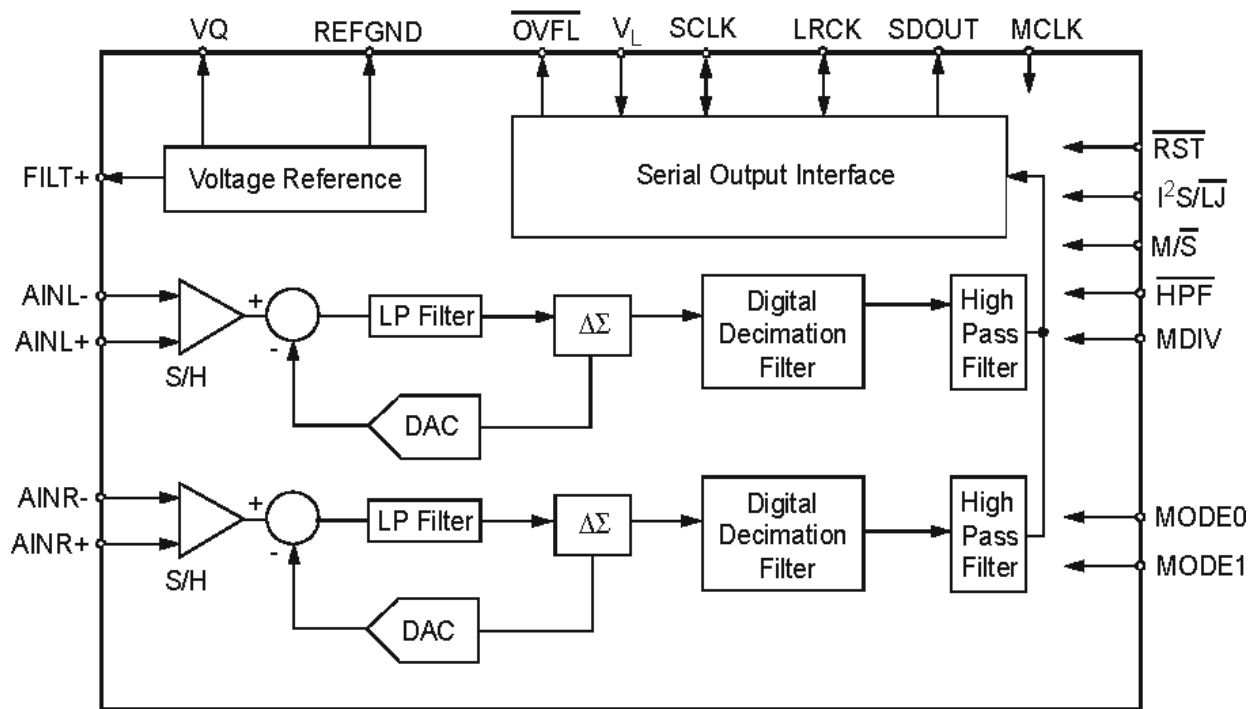 VQ REFGND OVFL VL SCLK LRCK SDOUT MCLK
FILT+
Voltage Reference
Serial Output Interface
RST
I²S/LJ
M/S
HPF
MDIV
AINL-
AINL+
S/H
+
-
LP Filter
ΔΣ
DAC
Digital
Decimation
Filter
High
Pass
Filter
AINR-
AINR+
S/H
+
-
LP Filter
ΔΣ
DAC
Digital
Decimation
Filter
High
Pass
Filter
MODE0
MODE1